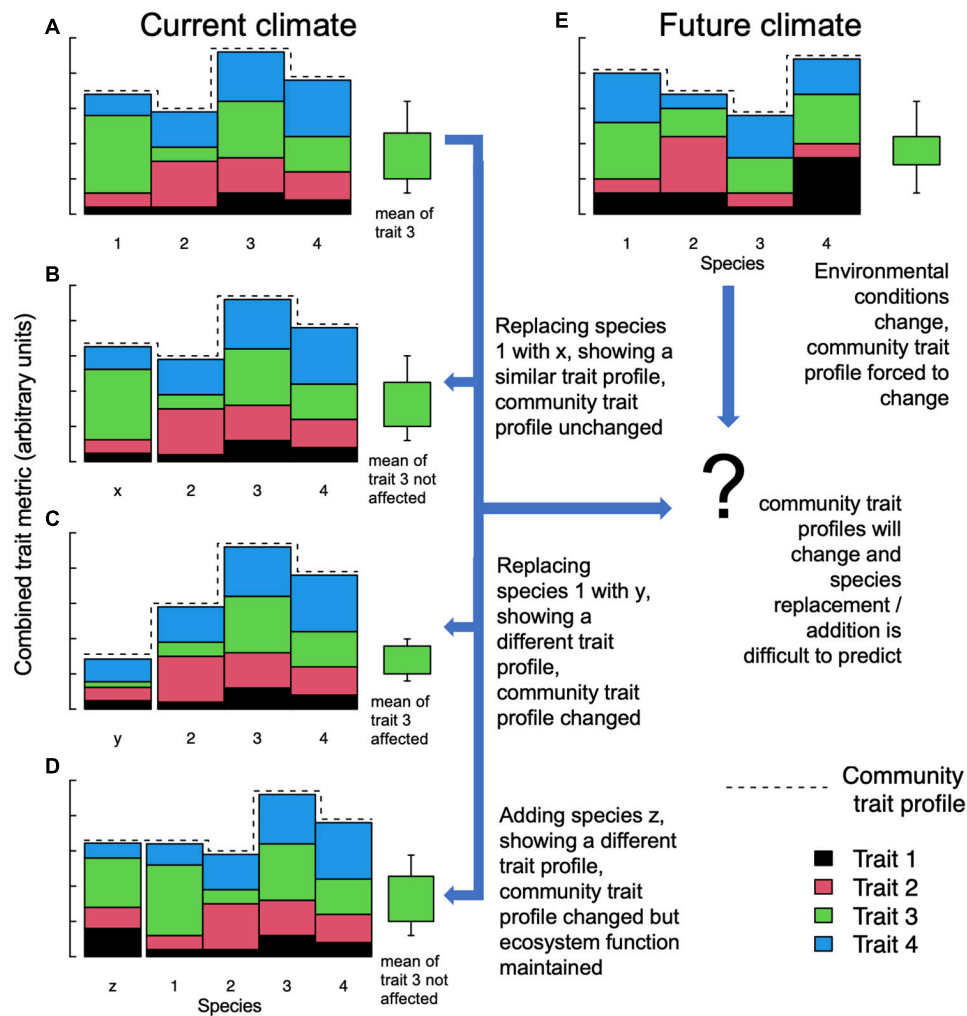 A
Current climate
mean of
trait 3
1
2
3
4
B
mean of
trait 3 not
affected
x
2
3
4
C
mean of
trait 3
affected
y
2
3
4
D
mean of
trait 3 not
affected
z
1
2
3
4
Species
Combined trait metric (arbitrary units)
Replacing species
1 with x, showing a
similar trait profile,
community trait
profile unchanged
Replacing
species 1 with y,
showing a
different trait
profile,
community trait
profile changed
Adding species z,
showing a different
trait profile,
community trait
profile changed but
ecosystem function
maintained
E
Future climate
1
2
3
4
Species
Environmental
conditions
change,
community trait
profile forced to
change
?
community trait
profiles will
change and
species
replacement /
addition is
difficult to predict
Community
trait profile
Trait 1
Trait 2
Trait 3
Trait 4